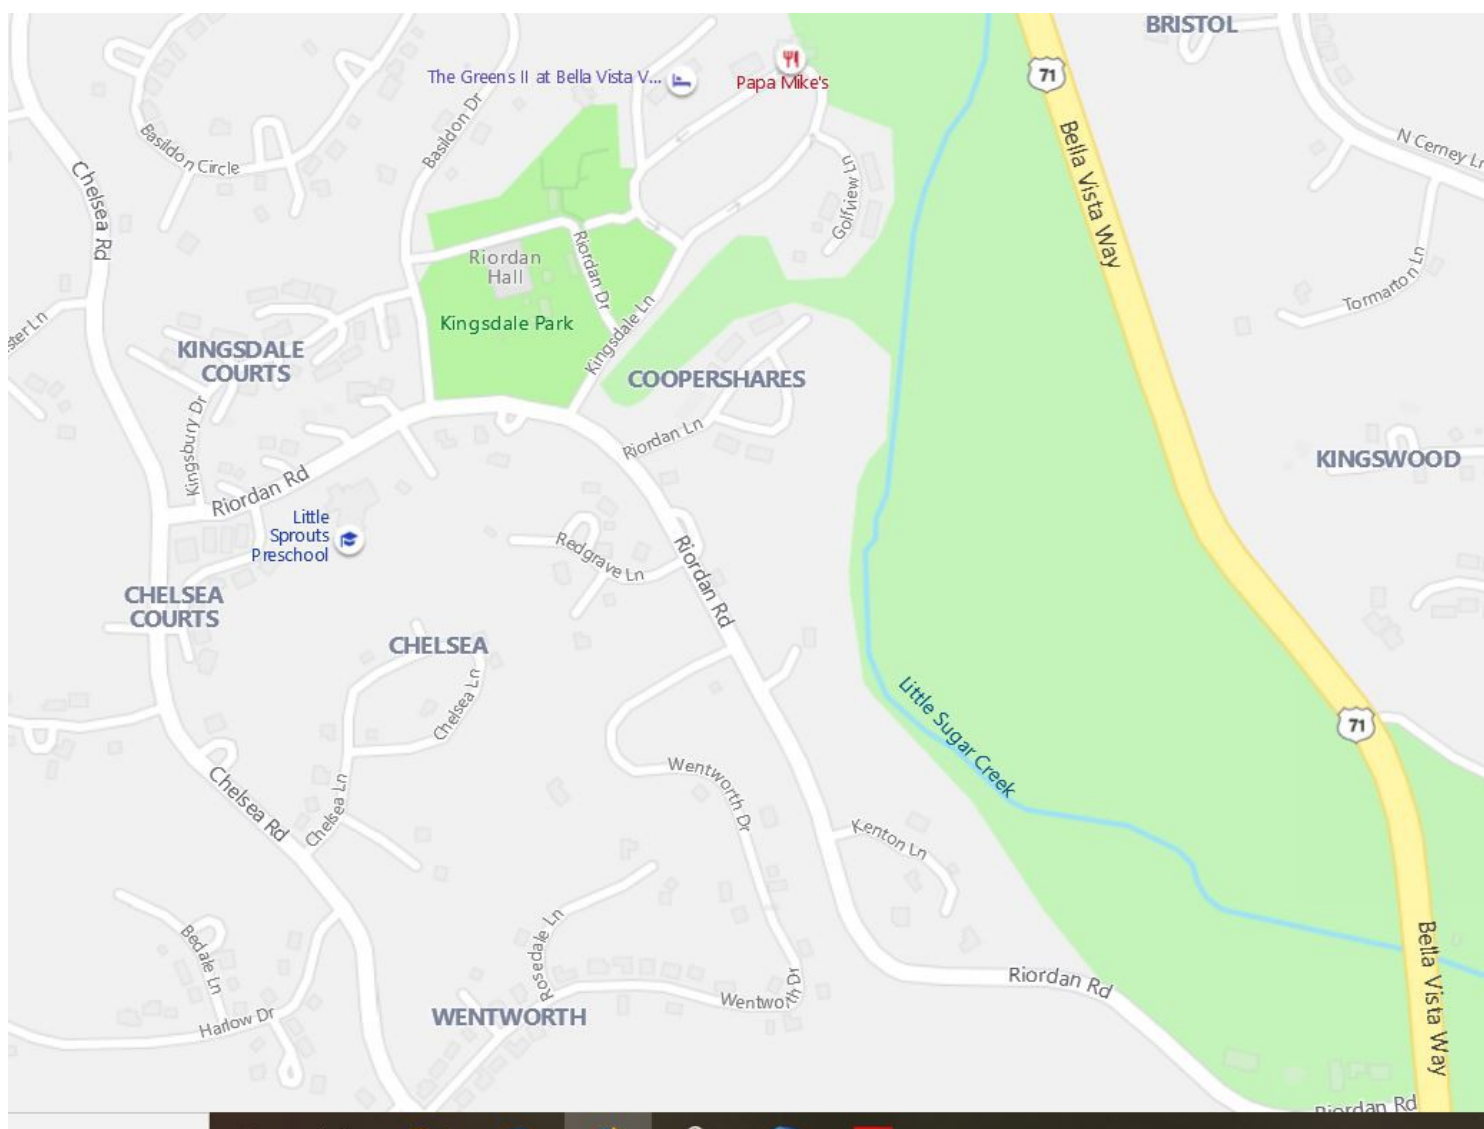 BRISTOL
71
The Greens II at Bella Vista V...
Papa Mike's
Basildon Dr
Basildon Circle
Bella Vista Way
N Cerney Ln
Chelsea Rd
Golfview Ln
Riordan
Hall
Riordan Dr
Tormarton Ln
Kingsdale Park
Kingsdale Ln
ster Ln
KINGSDALE
COURTS
COOPERSHARES
Kingsbury Dr
Riordan Ln
KINGSWOOD
Riordan Rd
Little
Sprouts
Preschool
Redgrave Ln
Riordan Rd
CHELSEA
COURTS
CHELSEA
Chelsea Ln
Little Sugar Creek
71
Wentworth Dr
Chelsea Rd
Chelsea Ln
Kenton Ln
Bedale Ln
Rosedale Ln
Bella Vista Way
Riordan Rd
Wentworth Dr
Harlow Dr
WENTWORTH
Riordan Rd